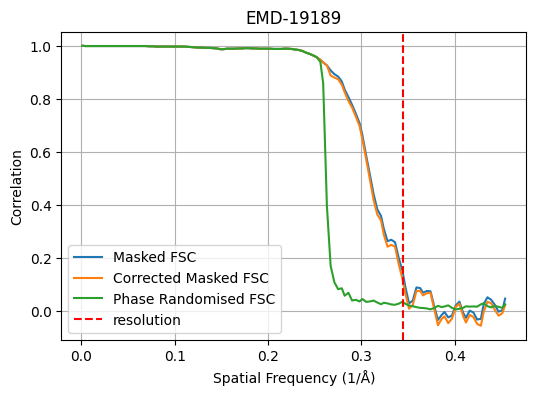 EMD-19189
1.0
0.8
0.6
0.4
0.2
0.0
Correlation
Masked FSC
Corrected Masked FSC
Phase Randomised FSC
resolution
0.0
0.1
0.2
0.3
0.4
Spatial Frequency (1/Å)